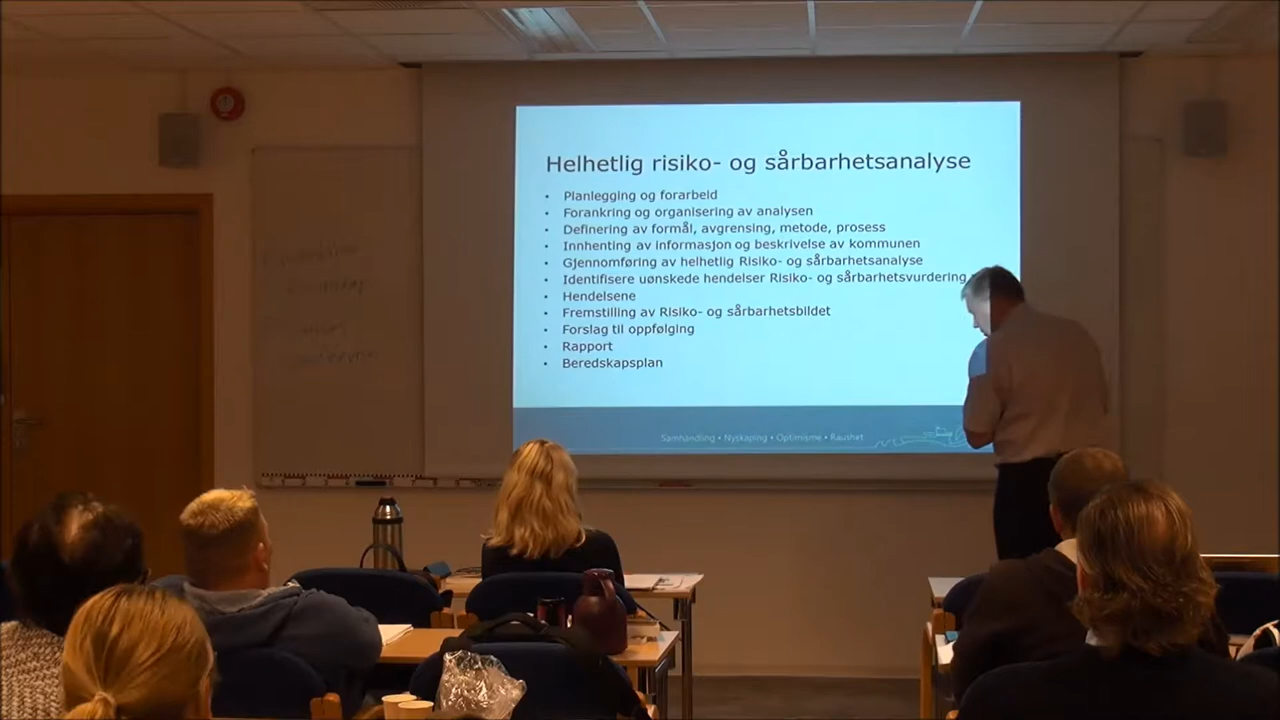 Helhetlig risiko- og sårbarhetsanalyse
• Planlegging og forarbeid
• Forankring og organisering av analysen
• Definering av formål, avgrensing, metode, prosess
• Innhenting av informasjon og beskrivelse av kommunen
• Gjennomføring av helhetlig Risiko- og sårbarhetsanalyse
• Identifisere uønskede hendelser Risiko- og sårbarhetsvurdering
• Hendelsene
• Fremstilling av Risiko- og sårbarhetsbildet
• Forslag til oppfølging
• Rapport
• Beredskapsplan
Samhandling • Nyskaping • Optimisme • Raushet